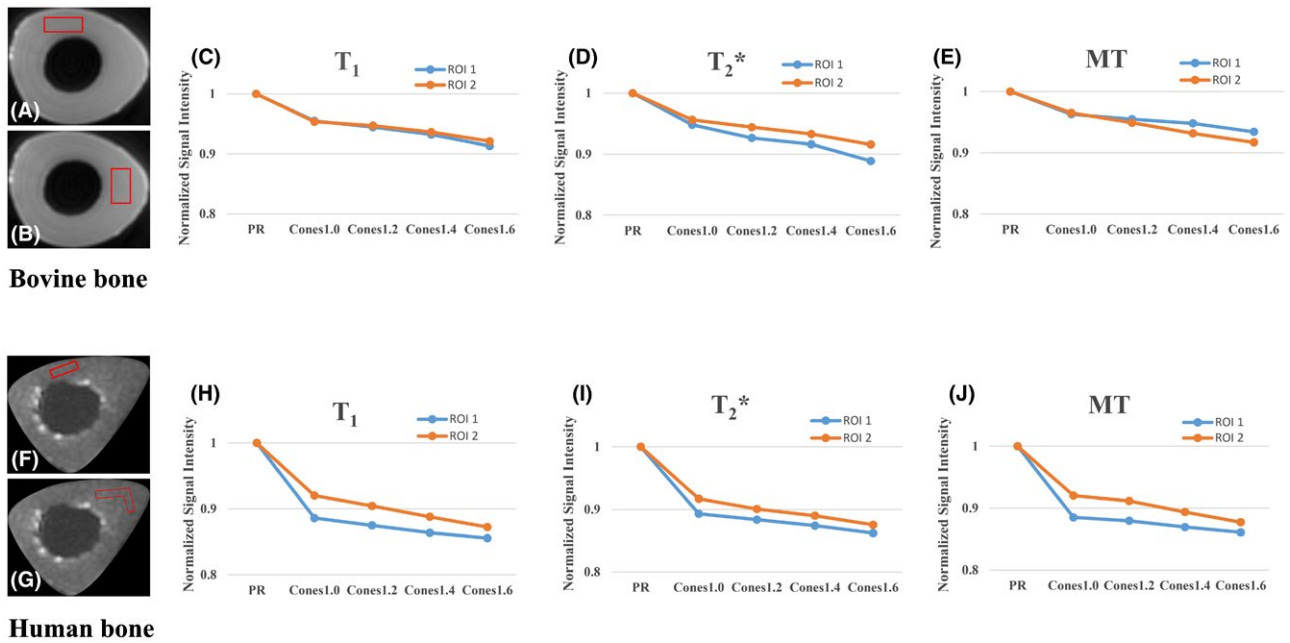 (A)
(B)
Bovine bone
(C)
T1
ROI 1
ROI 2
Normalized Signal Intensity
1
0.9
0.8
PR Cones1.0 Cones1.2 Cones1.4 Cones1.6
(D)
T2*
ROI 1
ROI 2
Normalized Signal Intensity
1
0.9
0.8
PR Cones1.0 Cones1.2 Cones1.4 Cones1.6
(E)
MT
ROI 1
ROI 2
Normalized Signal Intensity
1
0.9
0.8
PR Cones1.0 Cones1.2 Cones1.4 Cones1.6
(F)
(G)
Human bone
(H)
T1
ROI 1
ROI 2
Normalized Signal Intensity
1
0.9
0.8
PR Cones1.0 Cones1.2 Cones1.4 Cones1.6
(I)
T2*
ROI 1
ROI 2
Normalized Signal Intensity
1
0.9
0.8
PR Cones1.0 Cones1.2 Cones1.4 Cones1.6
(J)
MT
ROI 1
ROI 2
Normalized Signal Intensity
1
0.9
0.8
PR Cones1.0 Cones1.2 Cones1.4 Cones1.6